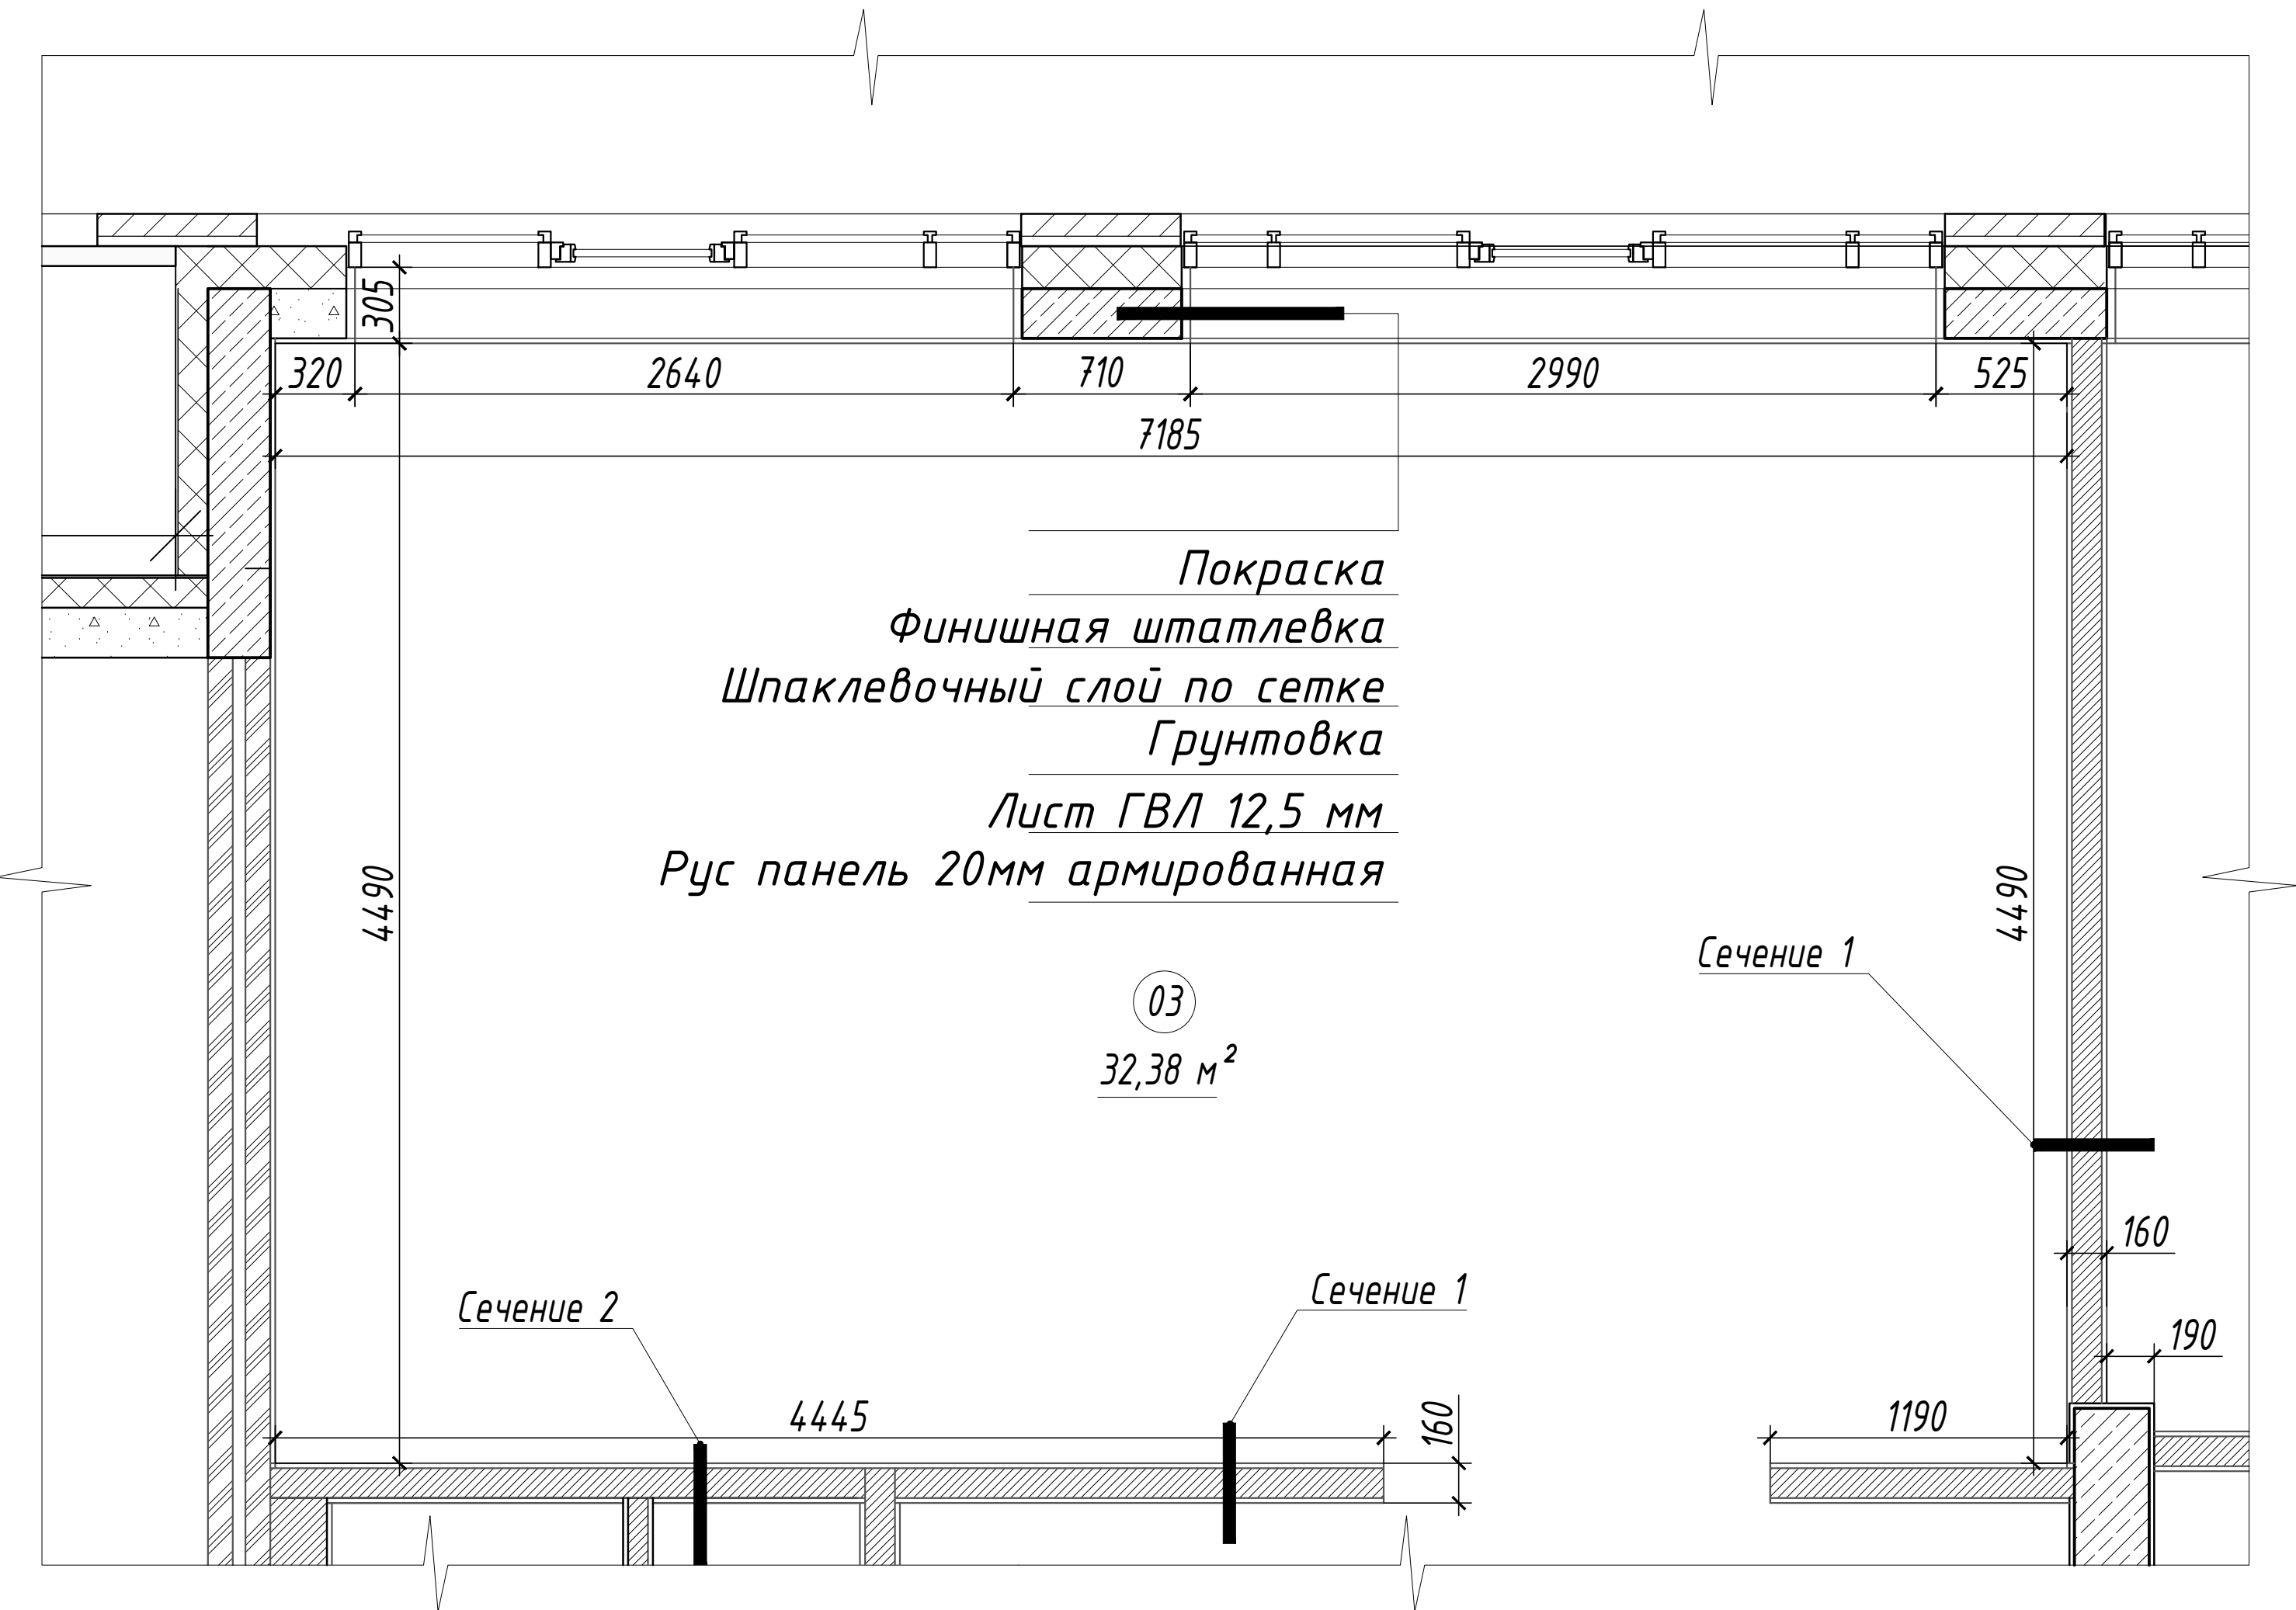 305
320
2640
710
2990
525
7185
Покраска
Финишная штатлевка
Шпаклевочный слой по сетке
Грунтовка
Лист ГВЛ 12,5 мм
Рус панель 20мм армированная
4490
4490
Сечение 1
03
32,38 м²
160
Сечение 2
Сечение 1
190
4445
160
1190